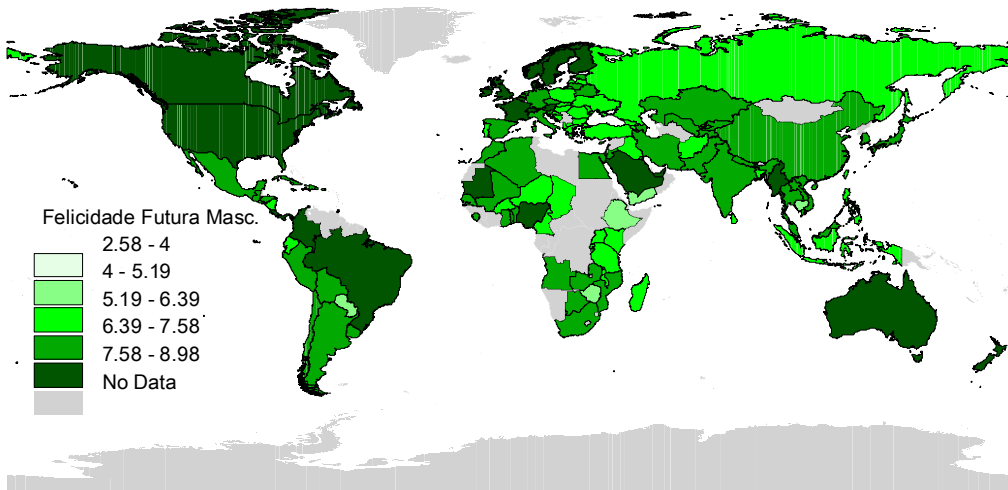 Felicidade Futura Masc.
2.58 - 4
4 - 5.19
5.19 - 6.39
6.39 - 7.58
7.58 - 8.98
No Data